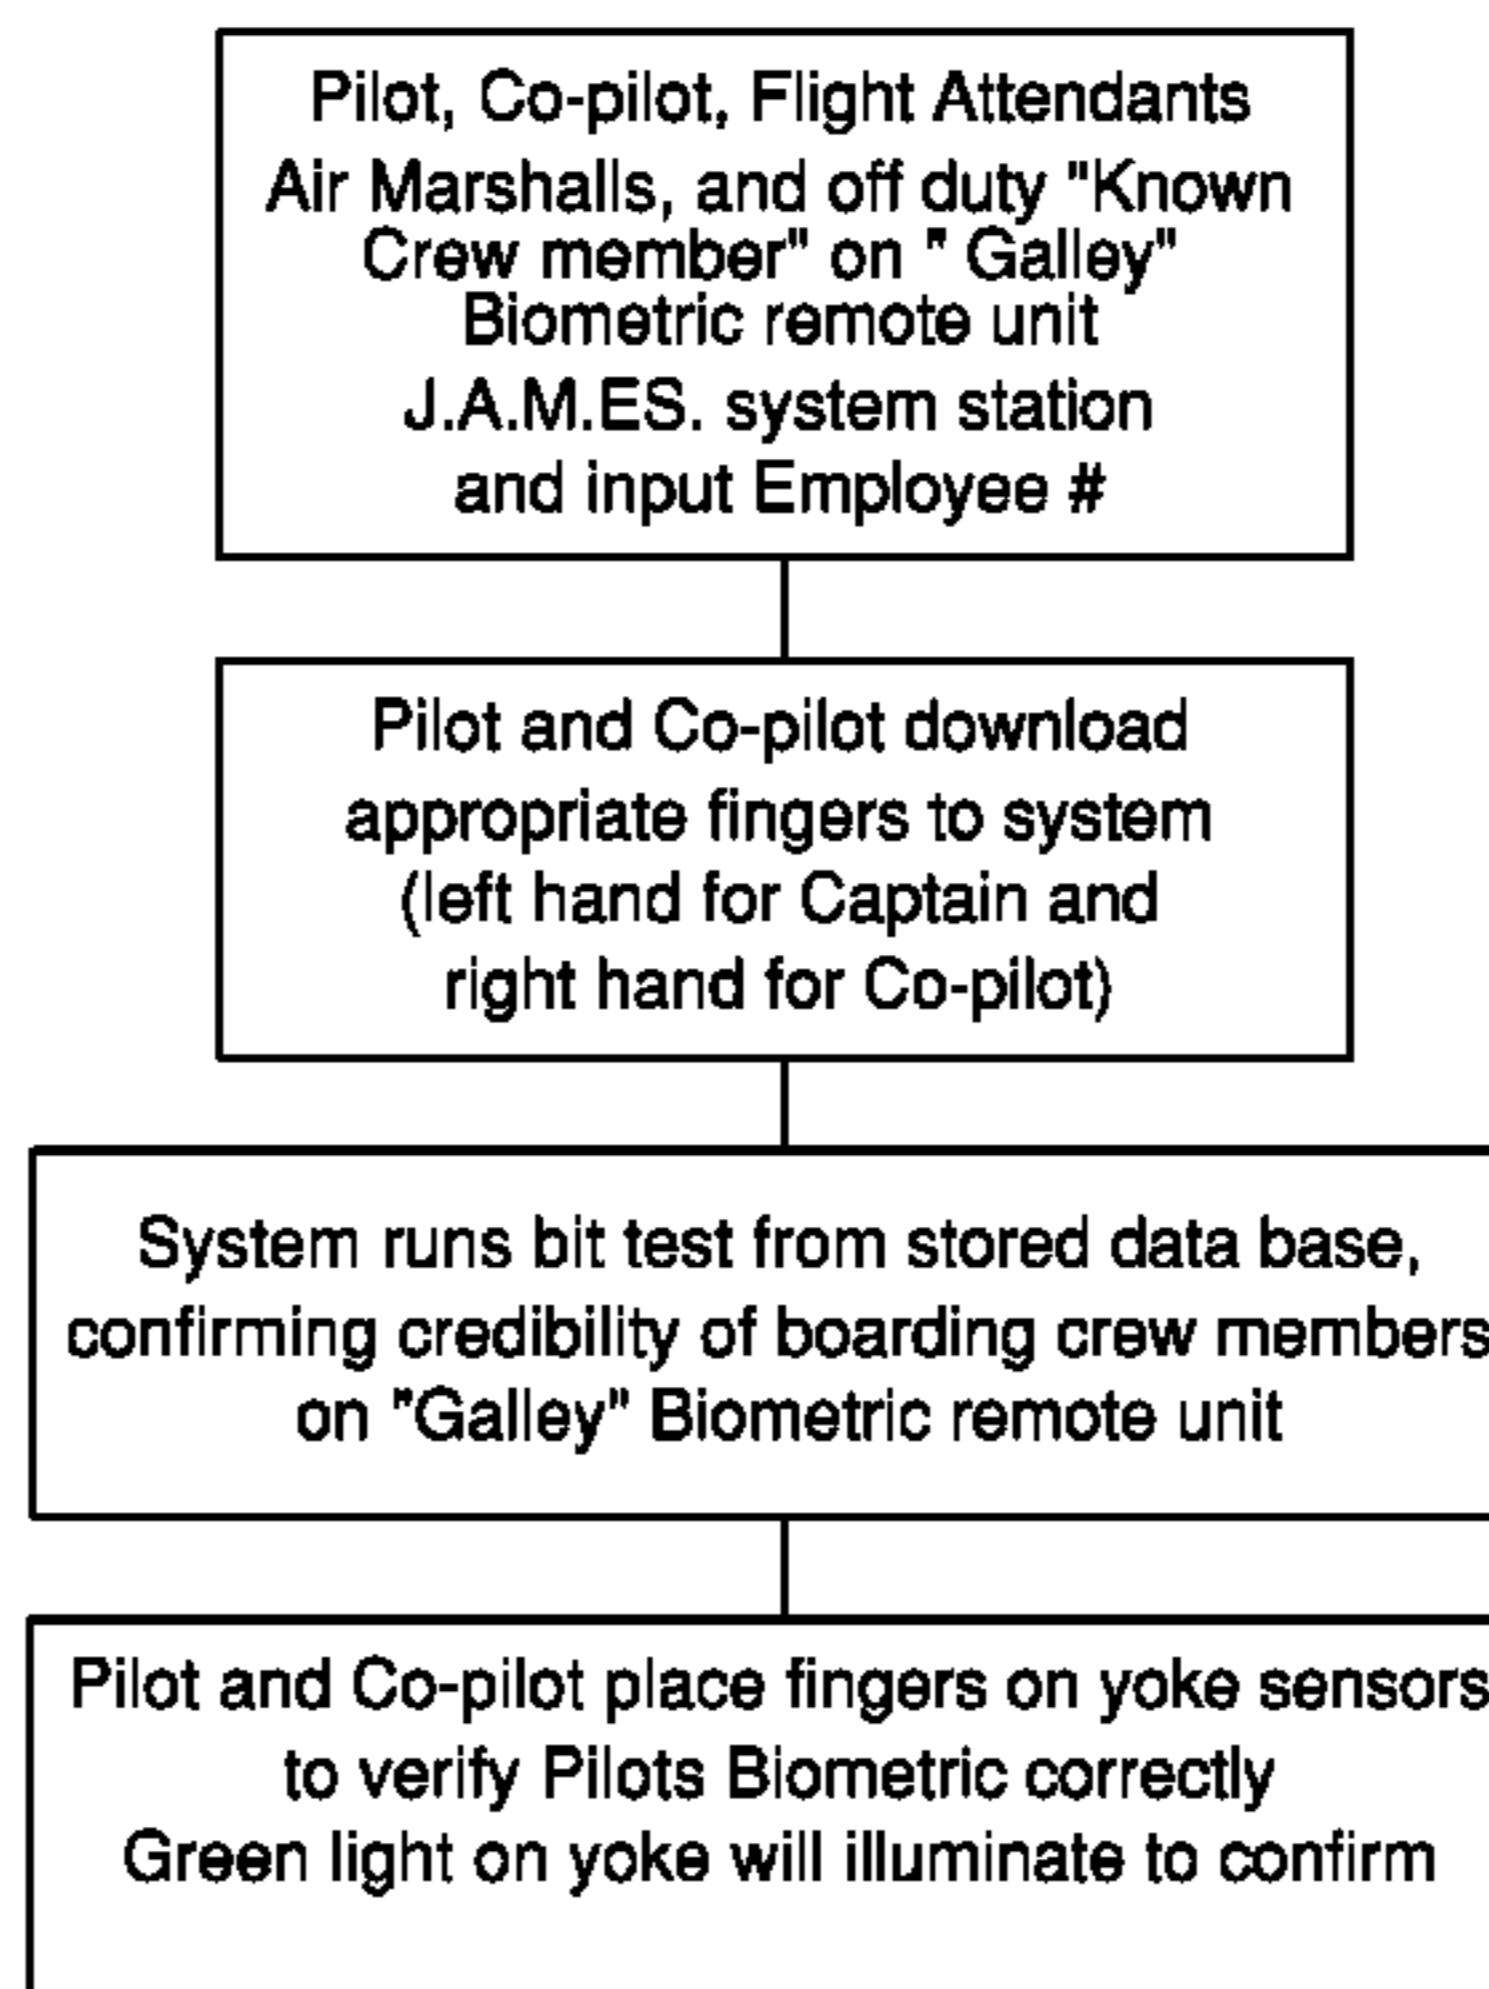 Pilot, Co-pilot, Flight Attendants
Air Marshalls, and off duty "Known
Crew member" on " Galley"
Biometric remote unit
J.A.M.ES. system station
and input Employee #
Pilot and Co-pilot download
appropriate fingers to system
(left hand for Captain and
right hand for Co-pilot)
System runs bit test from stored data base,
confirming credibility of boarding crew members
on "Galley" Biometric remote unit
Pilot and Co-pilot place fingers on yoke sensors
to verify Pilots Biometric correctly
Green light on yoke will illuminate to confirm